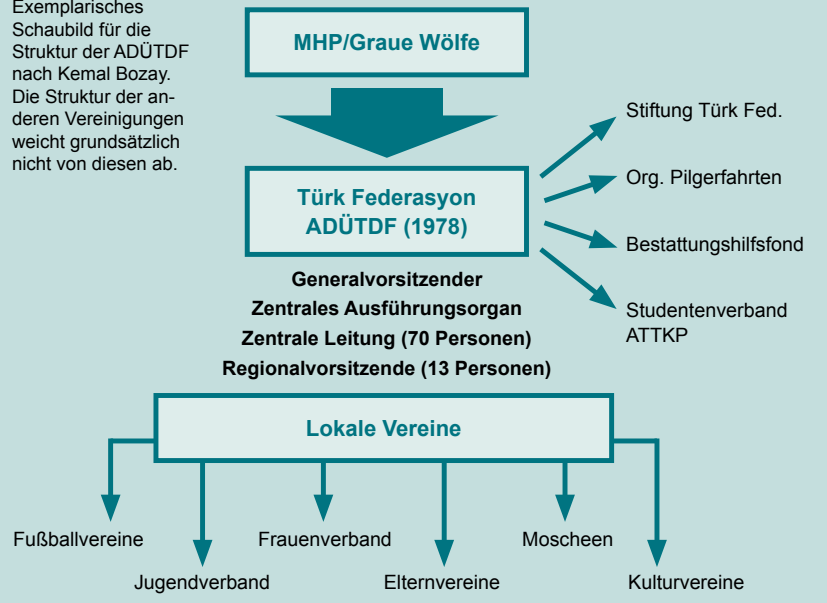 Exemplarisches
Schaubild für die
Struktur der ADÜTDF
nach Kemal Bozay.
Die Struktur der an-
deren Vereinigungen
weicht grundsätzlich
nicht von diesen ab.
MHP/Graue Wölfe
Türk Federasyon
ADÜTDF (1978)
Stiftung Türk Fed.
Org. Pilgerfahrten
Bestattungshilfsfond
Studentenverband
ATTKP
Generalvorsitzender
Zentrales Ausführungsorgan
Zentrale Leitung (70 Personen)
Regionalvorsitzende (13 Personen)
Lokale Vereine
Fußballvereine
Jugendverband
Frauenverband
Elternvereine
Moscheen
Kulturvereine